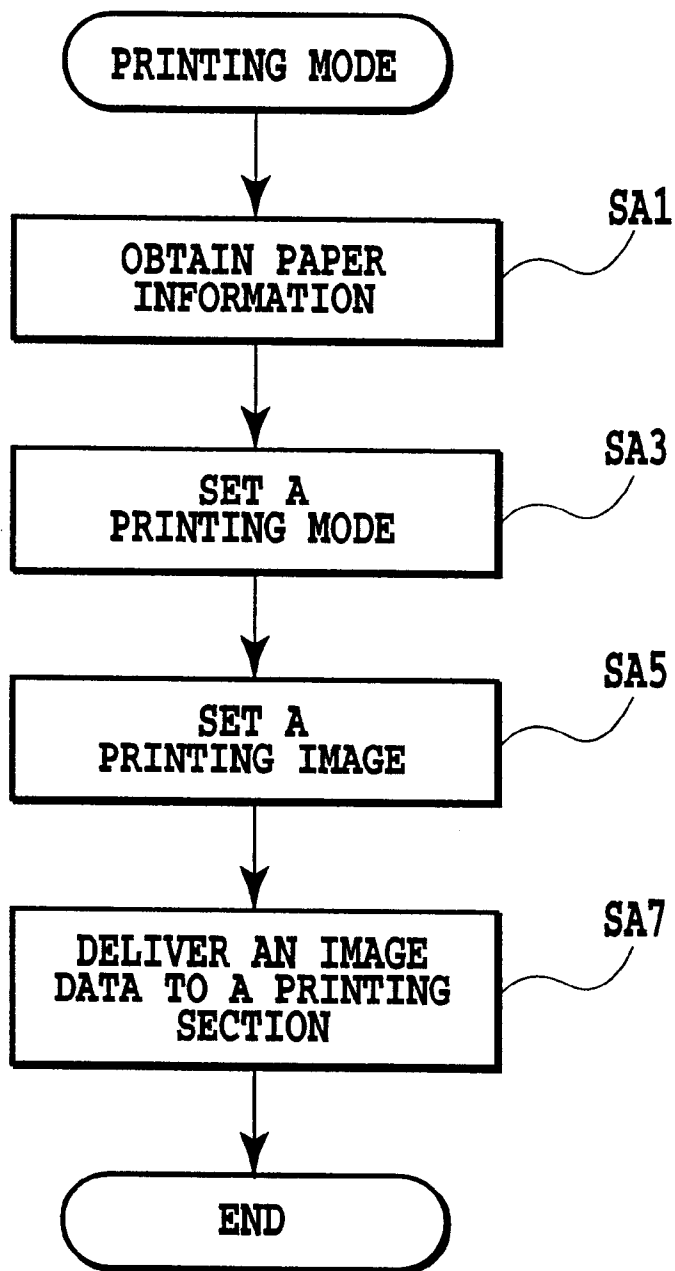 PRINTING MODE
SA1
OBTAIN PAPER
INFORMATION
SA3
SET A
PRINTING MODE
SA5
SET A
PRINTING IMAGE
SA7
DELIVER AN IMAGE
DATA TO A PRINTING
SECTION
END